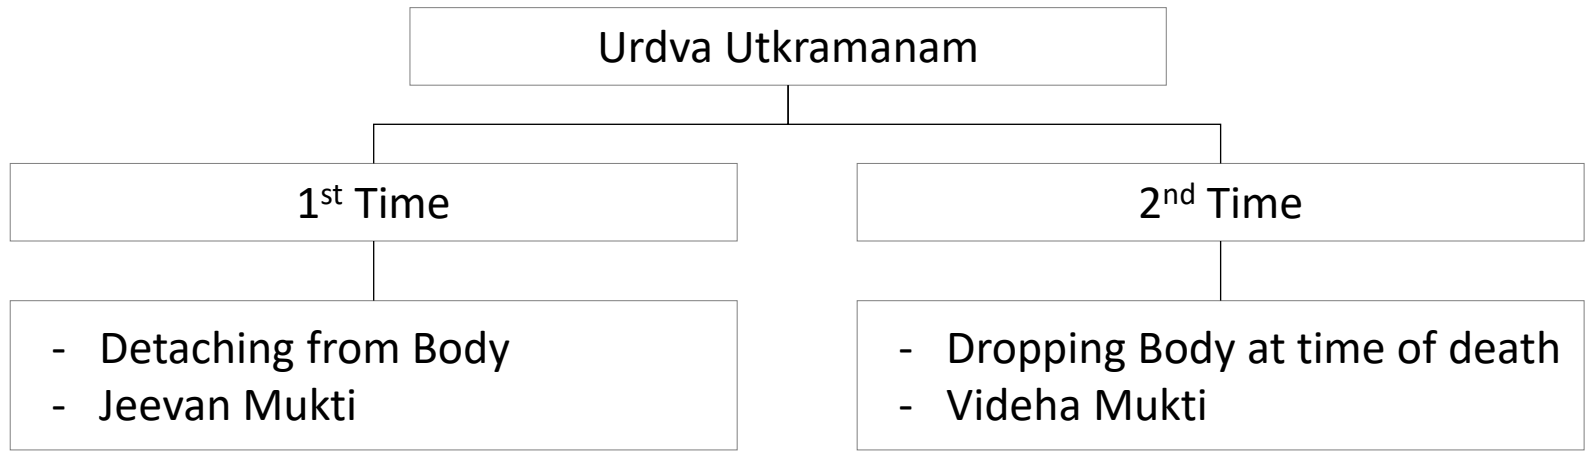 Urdva Utkramanam
1st Time
2nd Time
- Detaching from Body
- Jeevan Mukti
- Dropping Body at time of death
- Videha Mukti